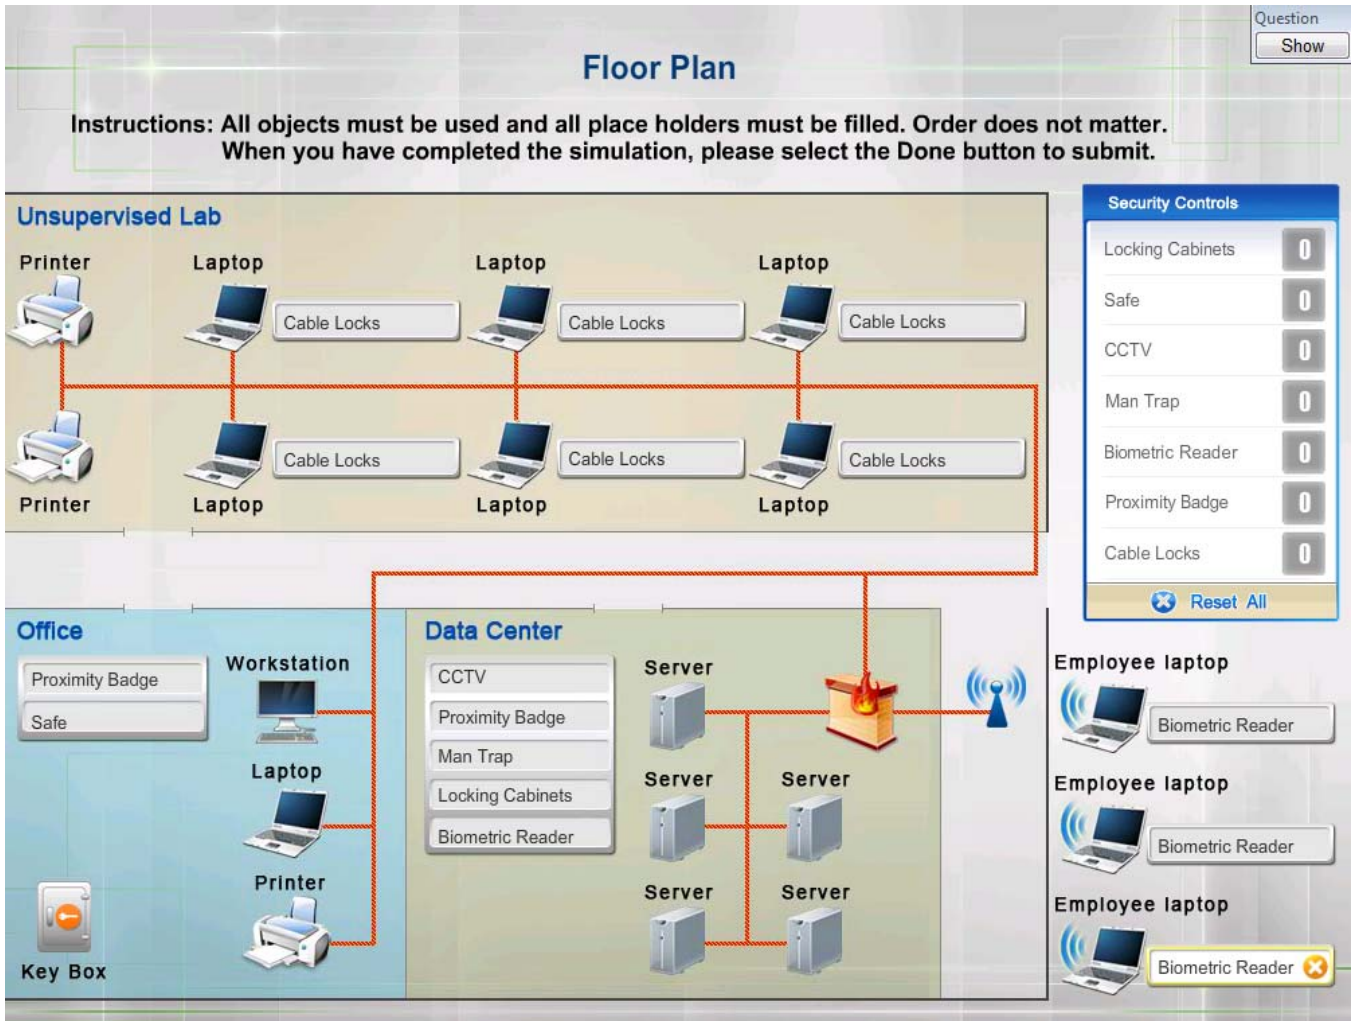 Question
Show
Floor Plan
Instructions: All objects must be used and all place holders must be filled. Order does not matter.
When you have completed the simulation, please select the Done button to submit.
Unsupervised Lab
Printer
Laptop
Laptop
Laptop
Cable Locks
Cable Locks
Cable Locks
Cable Locks
Cable Locks
Cable Locks
Printer
Laptop
Laptop
Laptop
Security Controls
Locking Cabinets 0
Safe 0
CCTV 0
Man Trap 0
Biometric Reader 0
Proximity Badge 0
Cable Locks 0
Reset All
Office
Proximity Badge
Safe
Workstation
Laptop
Printer
Key Box
Data Center
CCTV
Proximity Badge
Man Trap
Locking Cabinets
Biometric Reader
Server
Server
Server
Server
Server
Employee laptop
Biometric Reader
Employee laptop
Biometric Reader
Employee laptop
Biometric Reader